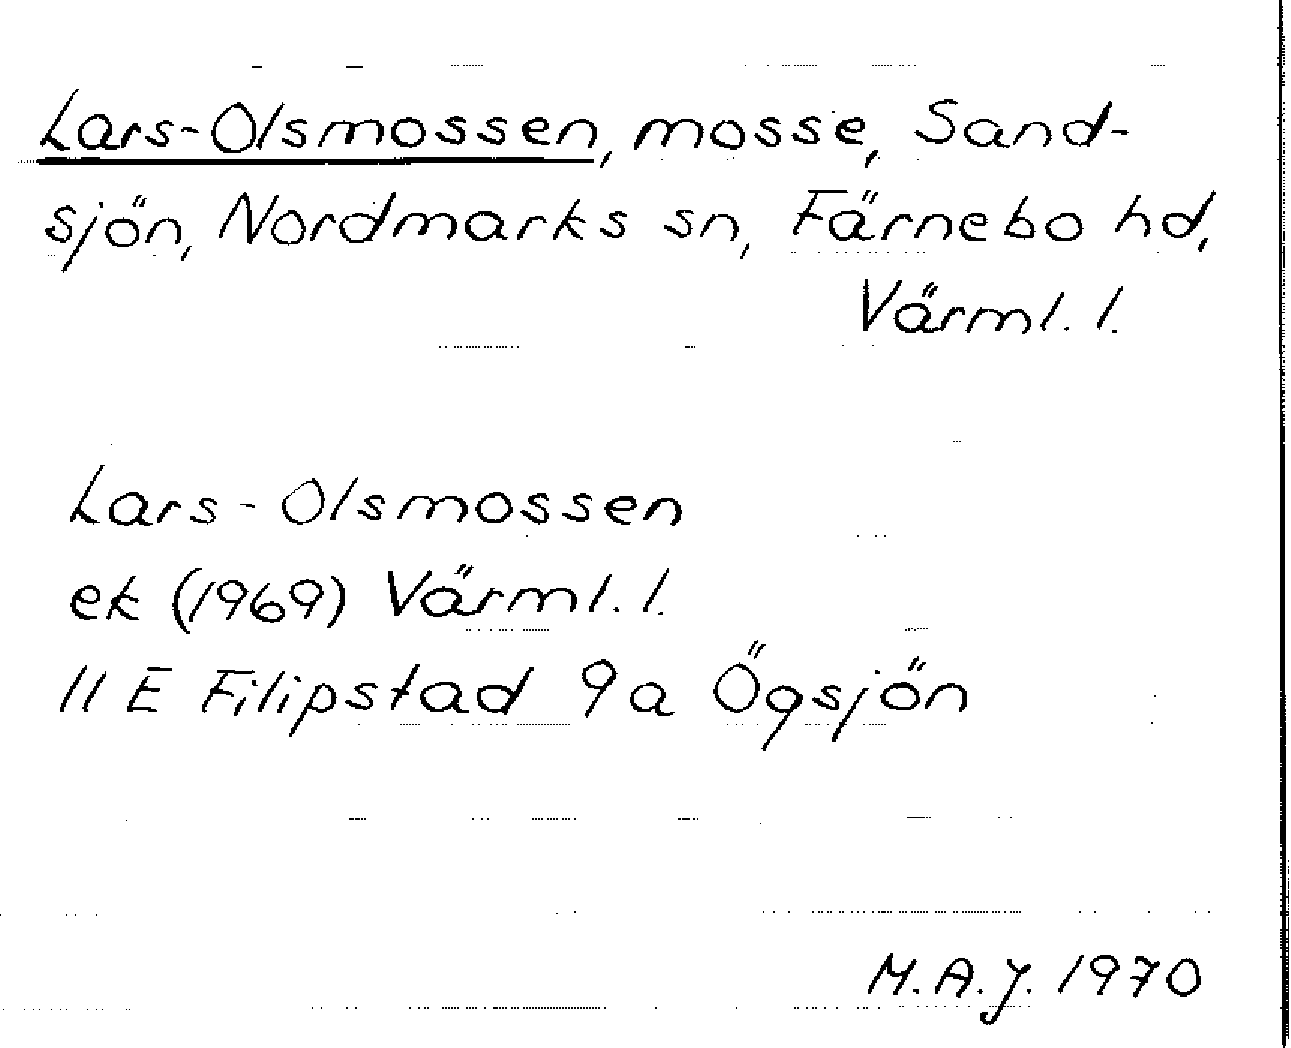 Lars-Olsmossen, mosse, Sand-
sjön, Nordmarks sn, Färnebo hd,
Värml. l.
Lars-Olsmossen
ek (1969) Värml. l.
11 E Filipstad 9a Ögsjön
M.A.J. 1970